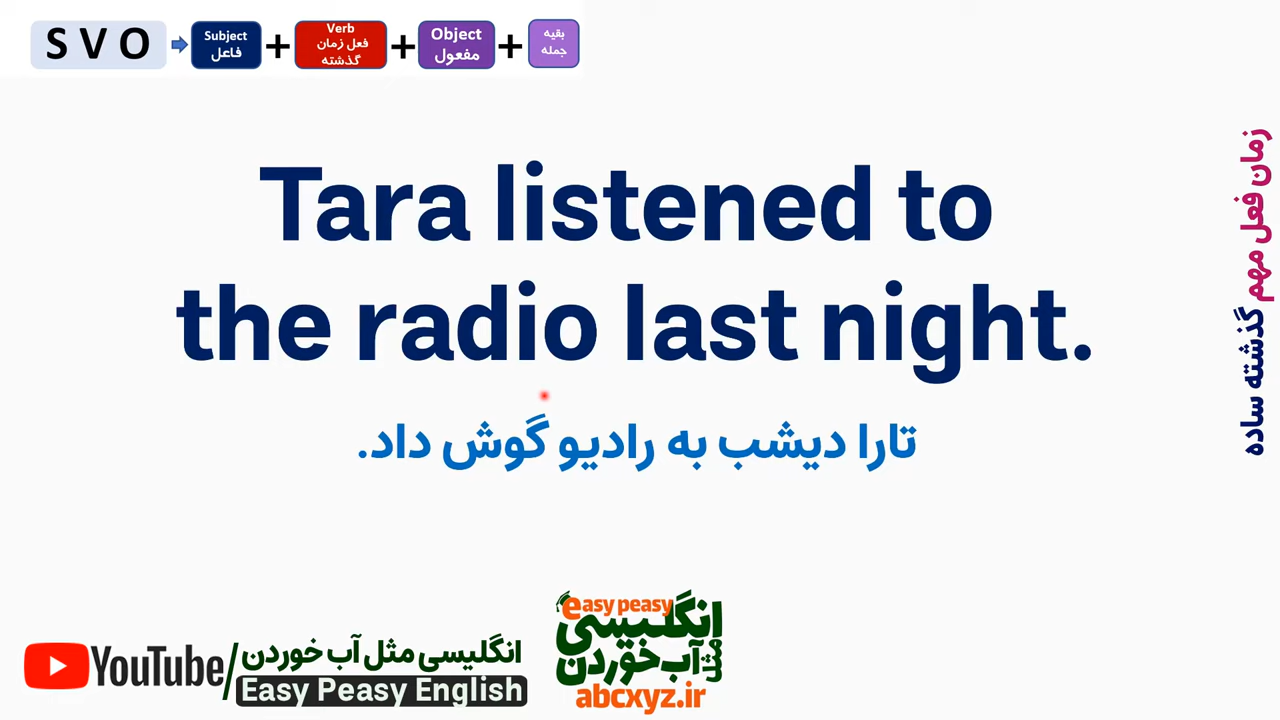 S V O
Subject
فاعل
+
Verb
فعل زمان
گذشته
+
Object
مفعول
+
بقیه
جمله
Tara listened to
the radio last night.
تارا دیشب به رادیو گوش داد.
زمان فعل مهم گذشته ساده
YouTube/انگلیسی مثل آب خوردن
Easy Peasy English
easy peasy
انگلیسی
مثل
آب خوردن
abcxyz.ir